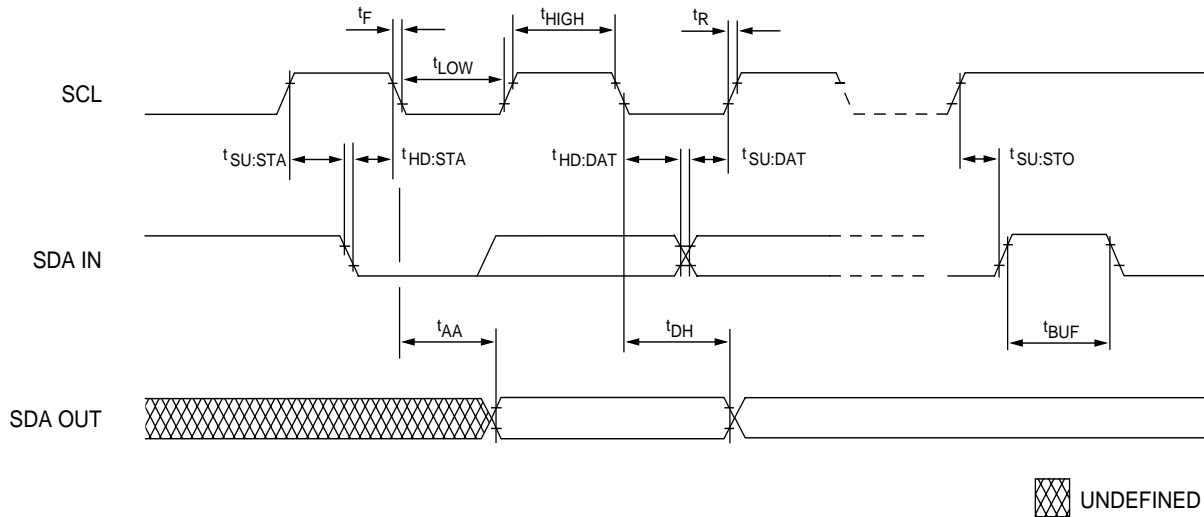 tF
tHIGH
tR
tLOW
SCL
tSU:STA
tHD:STA
tHD:DAT
tSU:DAT
tSU:STO
SDA IN
tAA
tDH
tBUF
SDA OUT
UNDEFINED